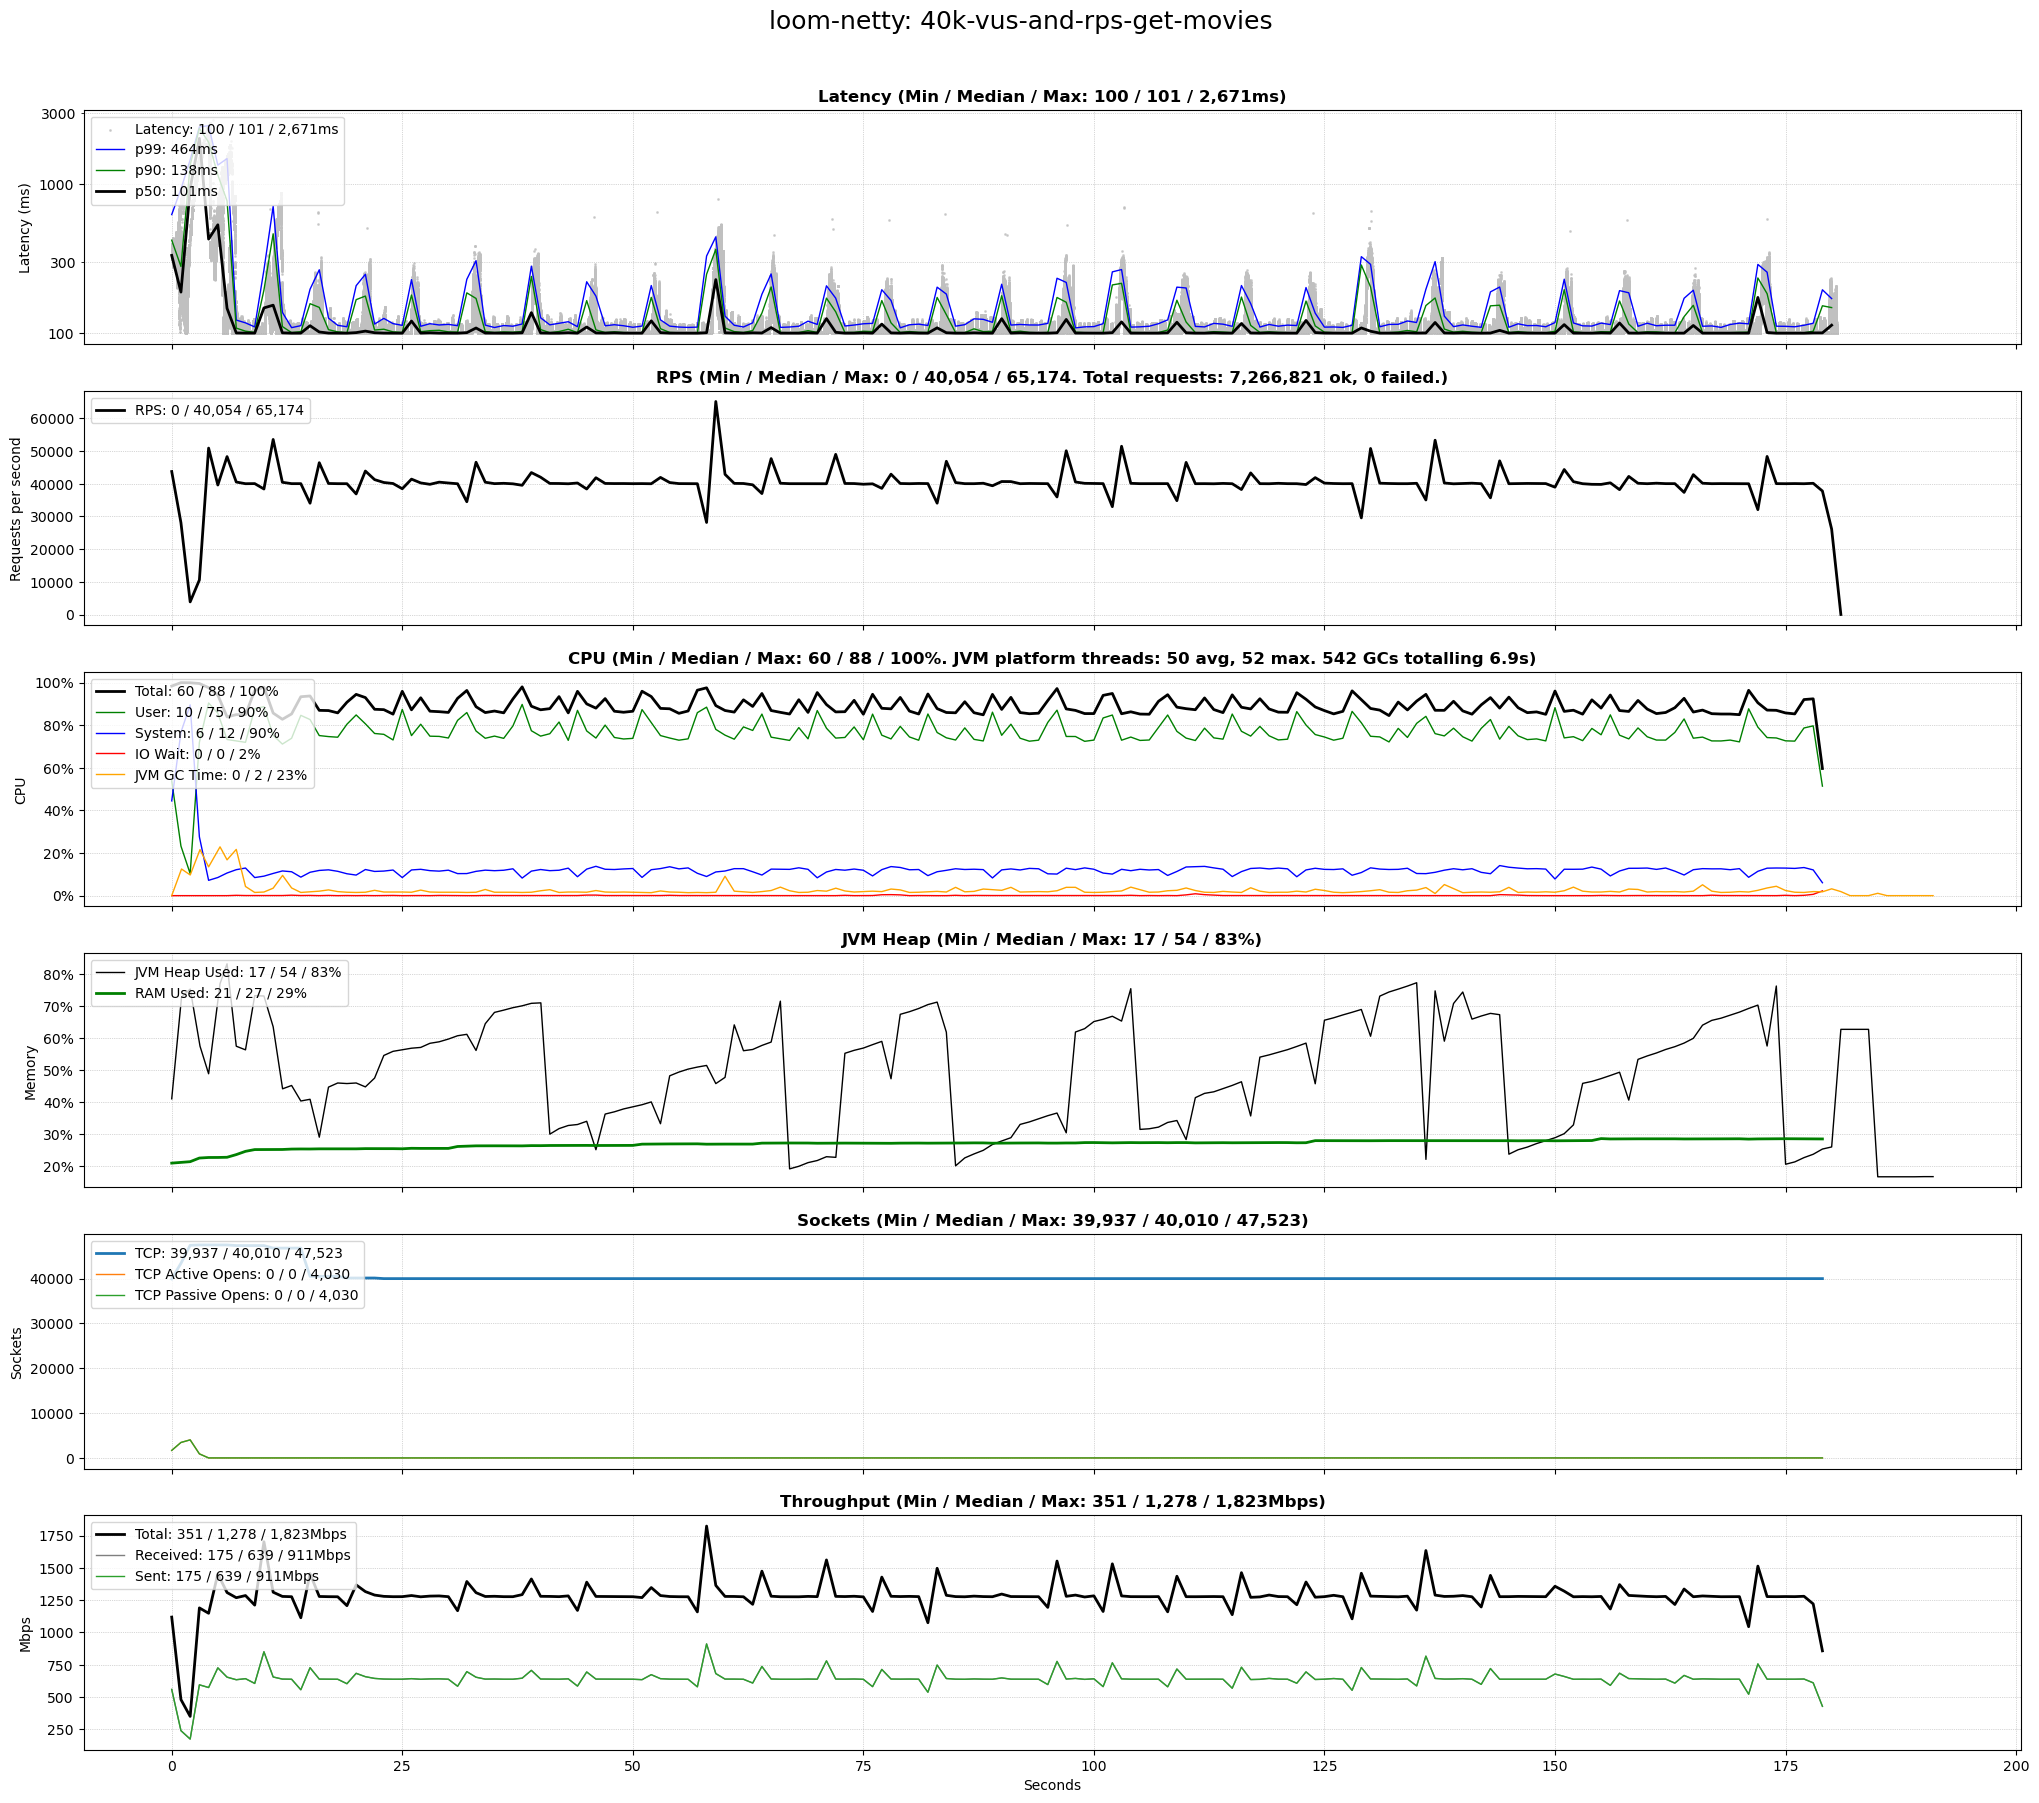 loom-netty: 40k-vus-and-rps-get-movies
Latency (Min / Median / Max: 100 / 101 / 2,671ms)
Latency: 100 / 101 / 2,671ms
p99: 464ms
p90: 138ms
p50: 101ms
3000
1000
300
100
Latency (ms)
RPS (Min / Median / Max: 0 / 40,054 / 65,174. Total requests: 7,266,821 ok, 0 failed.)
RPS: 0 / 40,054 / 65,174
60000
50000
40000
30000
20000
10000
0
Requests per second
CPU (Min / Median / Max: 60 / 88 / 100%. JVM platform threads: 50 avg, 52 max. 542 GCs totalling 6.9s)
Total: 60 / 88 / 100%
User: 10 / 75 / 90%
System: 6 / 12 / 90%
IO Wait: 0 / 0 / 2%
JVM GC Time: 0 / 2 / 23%
100%
80%
60%
40%
20%
0%
CPU
JVM Heap (Min / Median / Max: 17 / 54 / 83%)
JVM Heap Used: 17 / 54 / 83%
RAM Used: 21 / 27 / 29%
80%
70%
60%
50%
40%
30%
20%
Memory
Sockets (Min / Median / Max: 39,937 / 40,010 / 47,523)
TCP: 39,937 / 40,010 / 47,523
TCP Active Opens: 0 / 0 / 4,030
TCP Passive Opens: 0 / 0 / 4,030
40000
30000
20000
10000
0
Sockets
Throughput (Min / Median / Max: 351 / 1,278 / 1,823Mbps)
Total: 351 / 1,278 / 1,823Mbps
Received: 175 / 639 / 911Mbps
Sent: 175 / 639 / 911Mbps
1750
1500
1250
1000
750
500
250
Mbps
0 25 50 75 100 125 150 175 200
Seconds